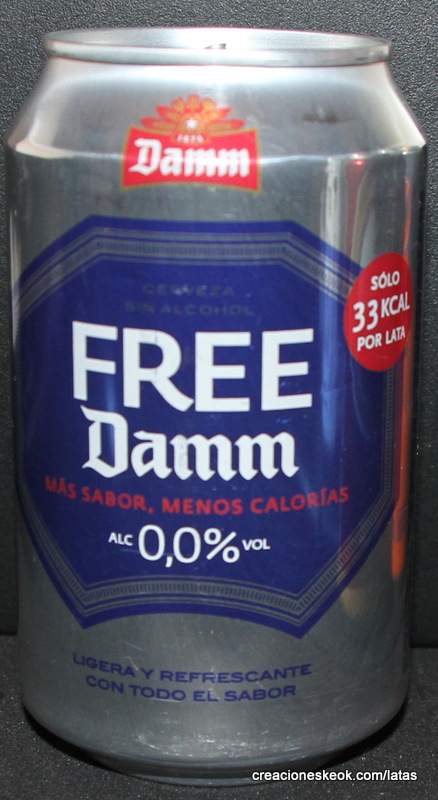 1876
Damm
CERVEZA
SIN ALCOHOL
FREE
Damm
MÁS SABOR, MENOS CALORÍAS
ALC 0,0% VOL
SÓLO
33 KCAL
POR LATA
LIGERA Y REFRESCANTE
CON TODO EL SABOR
creacioneskeok.com/latas